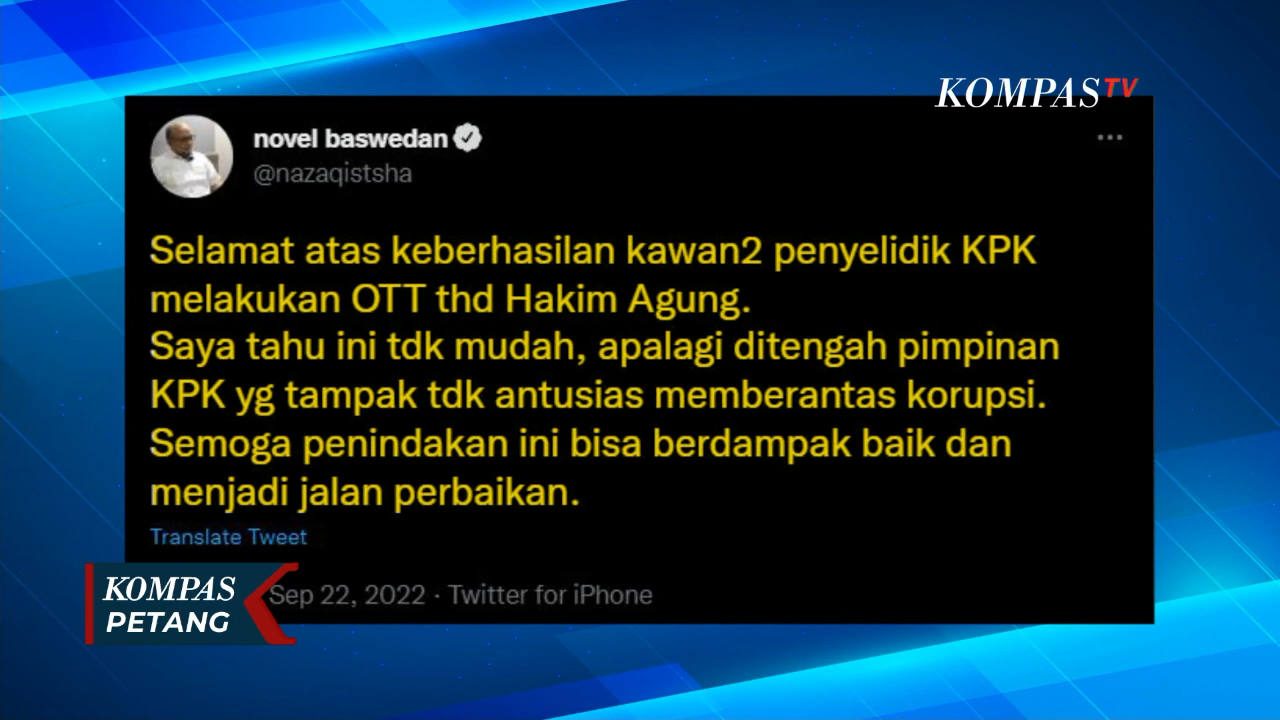 KOMPASTV
novel baswedan
@nazaqistsha
Selamat atas keberhasilan kawan2 penyelidik KPK
melakukan OTT thd Hakim Agung.
Saya tahu ini tdk mudah, apalagi ditengah pimpinan
KPK yg tampak tdk antusias memberantas korupsi.
Semoga penindakan ini bisa berdampak baik dan
menjadi jalan perbaikan.
Translate Tweet
Sep 22, 2022 · Twitter for iPhone
KOMPAS
PETANG